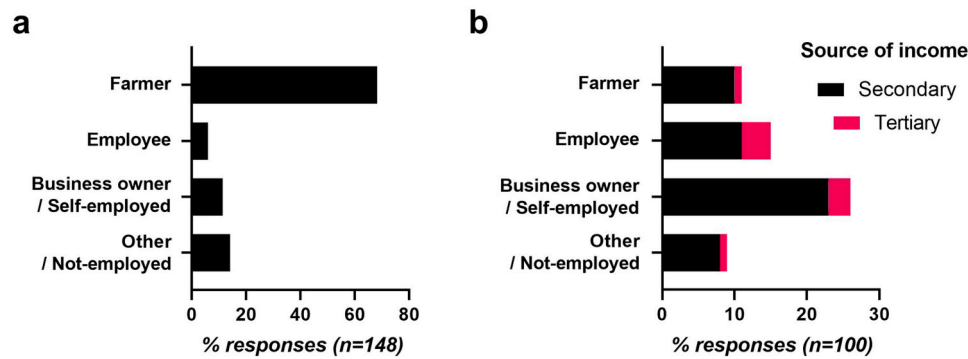 a
Farmer
Employee
Business owner
/ Self-employed
Other
/ Not-employed
0 20 40 60 80
% responses (n=148)
b
Source of income
Secondary
Tertiary
Farmer
Employee
Business owner
/ Self-employed
Other
/ Not-employed
0 10 20 30
% responses (n=100)